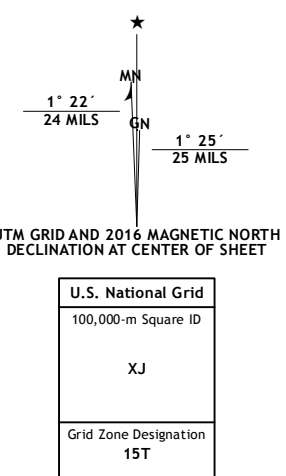 ★
MN
1° 22´
24 MILS
GN
1° 25´
25 MILS
UTM GRID AND 2016 MAGNETIC NORTH
DECLINATION AT CENTER OF SHEET
U.S. National Grid
100,000-m Square ID
XJ
Grid Zone Designation
15T